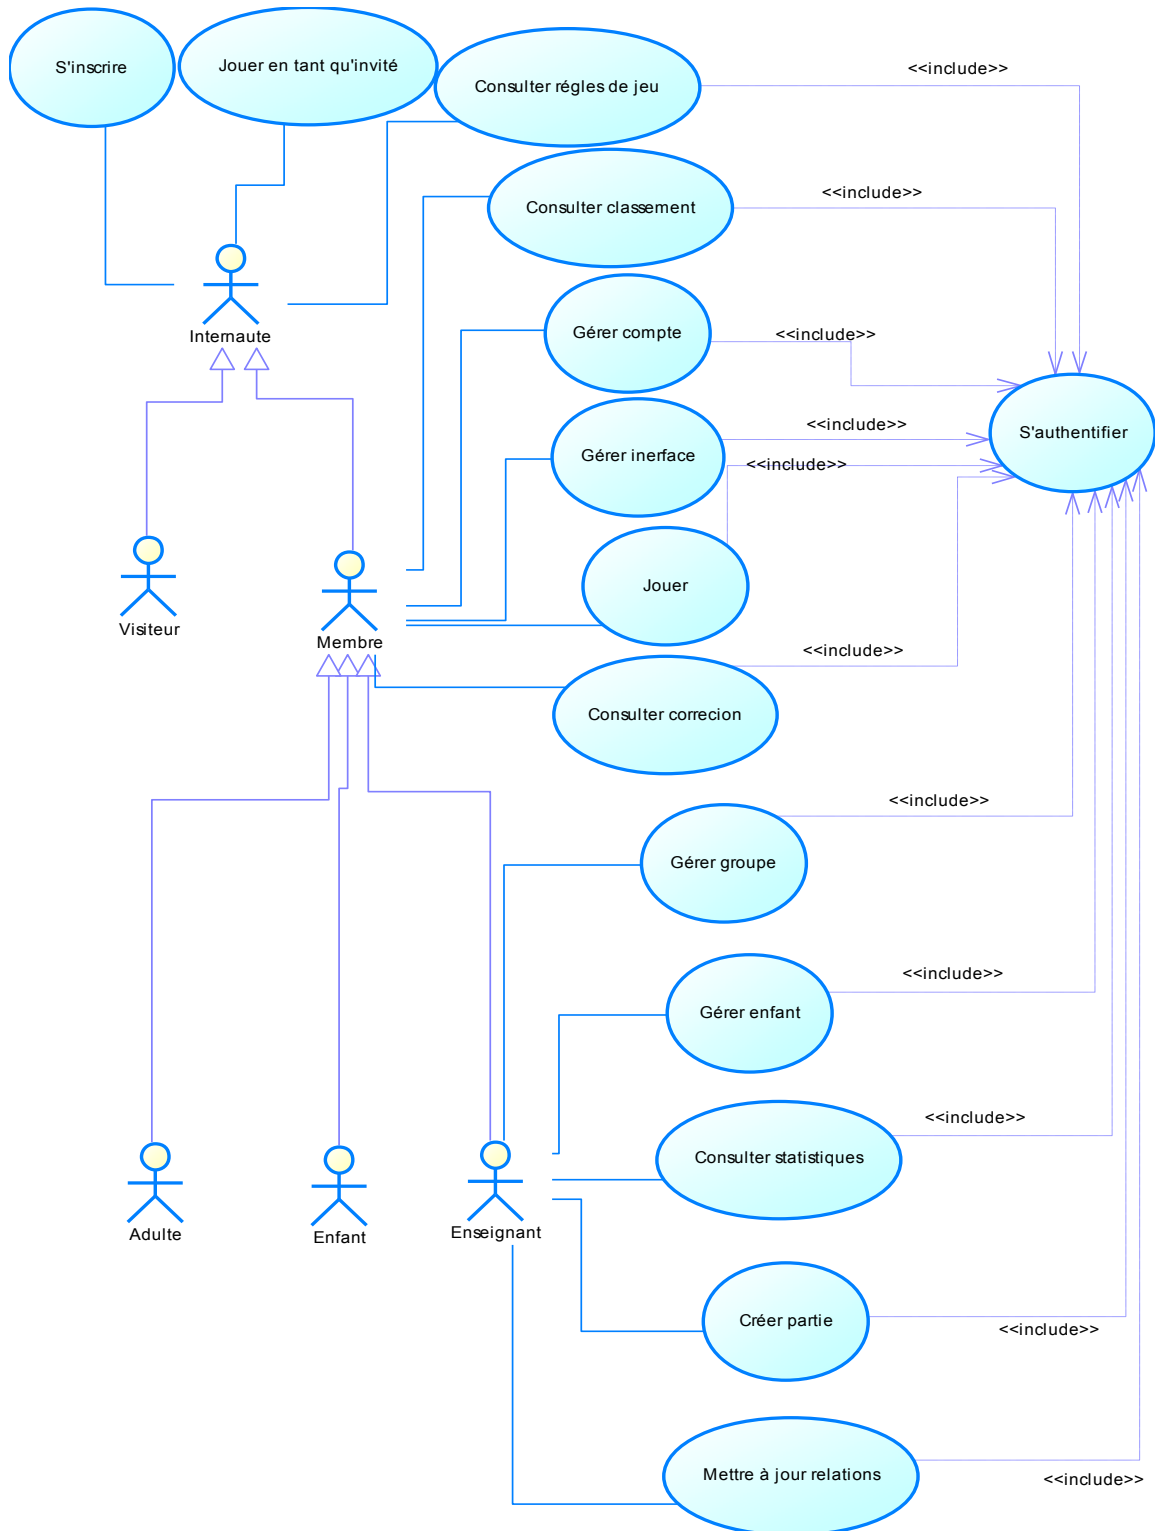 S'inscrire
Jouer en tant qu'invité
Consulter régles de jeu
<<include>>
Consulter classement
<<include>>
Internaute
Gérer compte
<<include>>
S'authentifier
Gérer inerface
<<include>>
<<include>>
Jouer
Visiteur
Membre
<<include>>
Consulter correcion
<<include>>
Gérer groupe
<<include>>
Gérer enfant
<<include>>
Consulter statistiques
Adulte
Enfant
Enseignant
Créer partie
<<include>>
Mettre à jour relations
<<include>>